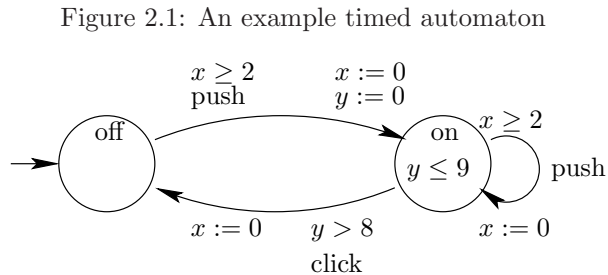 Figure 2.1: An example timed automaton
x ≥ 2
push
x := 0
y := 0
off
on
y ≤ 9
x ≥ 2
push
x := 0
x := 0
y > 8
click